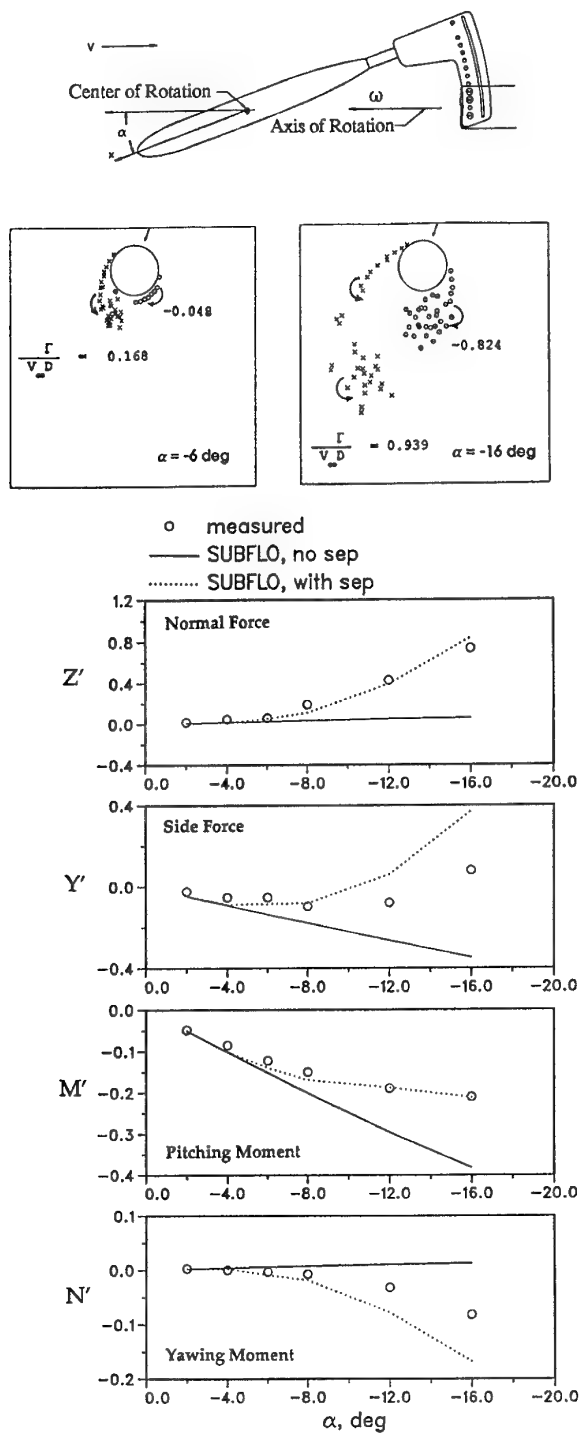 V
Center of Rotation
ω
α
Axis of Rotation
x
-0.048
Γ
V∞D = 0.168
α = -6 deg
-0.824
Γ
V∞D = 0.939
α = -16 deg
measured
SUBFLO, no sep
SUBFLO, with sep
1.2
Normal Force
0.8
Z'
0.4
0.0
-0.4
0.0 -4.0 -8.0 -12.0 -16.0 -20.0
0.4
Side Force
Y'
0.0
-0.4
0.0 -4.0 -8.0 -12.0 -16.0 -20.0
0.0
-0.1
M'
-0.2
-0.3
Pitching Moment
-0.4
0.0 -4.0 -8.0 -12.0 -16.0 -20.0
0.1
0.0
N'
-0.1
Yawing Moment
-0.2
0.0 -4.0 -8.0 -12.0 -16.0 -20.0
α, deg